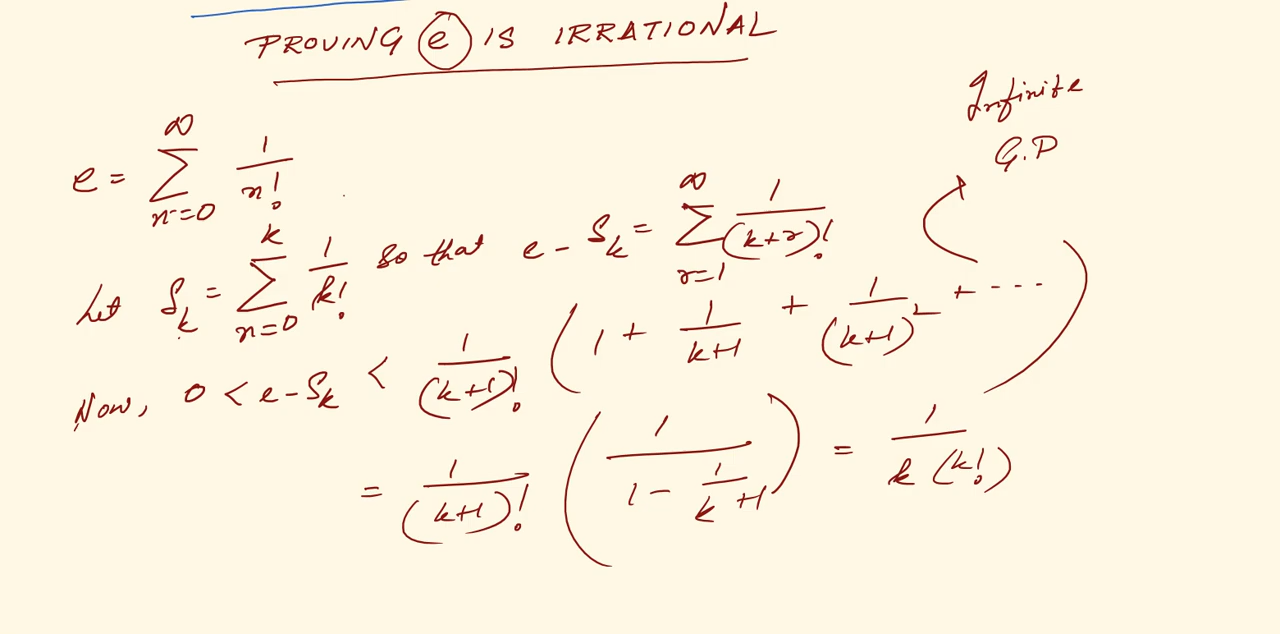 PROVING e IS IRRATIONAL
Infinite
G.P
e = ∑_{n=0}^{∞} 1/n!
Let S_k = ∑_{n=0}^{k} 1/k! so that e - S_k = ∑_{r=1}^{∞} 1/(k+r)!
Now, 0 < e - S_k < 1/(k+1)! (1 + 1/(k+1) + 1/(k+1)^2 + ----)
= 1/(k+1)! (1/(1 - 1/(k+1))) = 1/(k(k!))